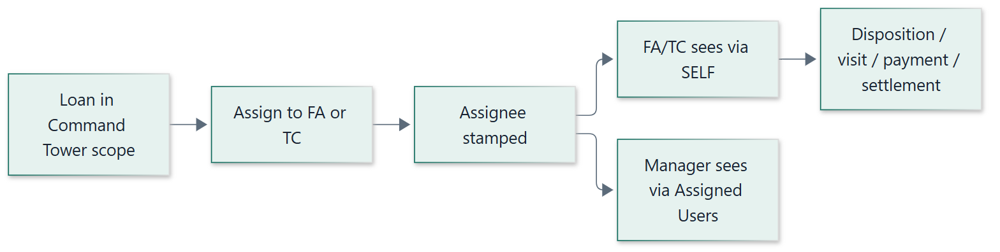 Loan in
Command
Tower scope
Assign to FA or
TC
Assignee
stamped
FA/TC sees via
SELF
Disposition /
visit / payment /
settlement
Manager sees
via Assigned
Users